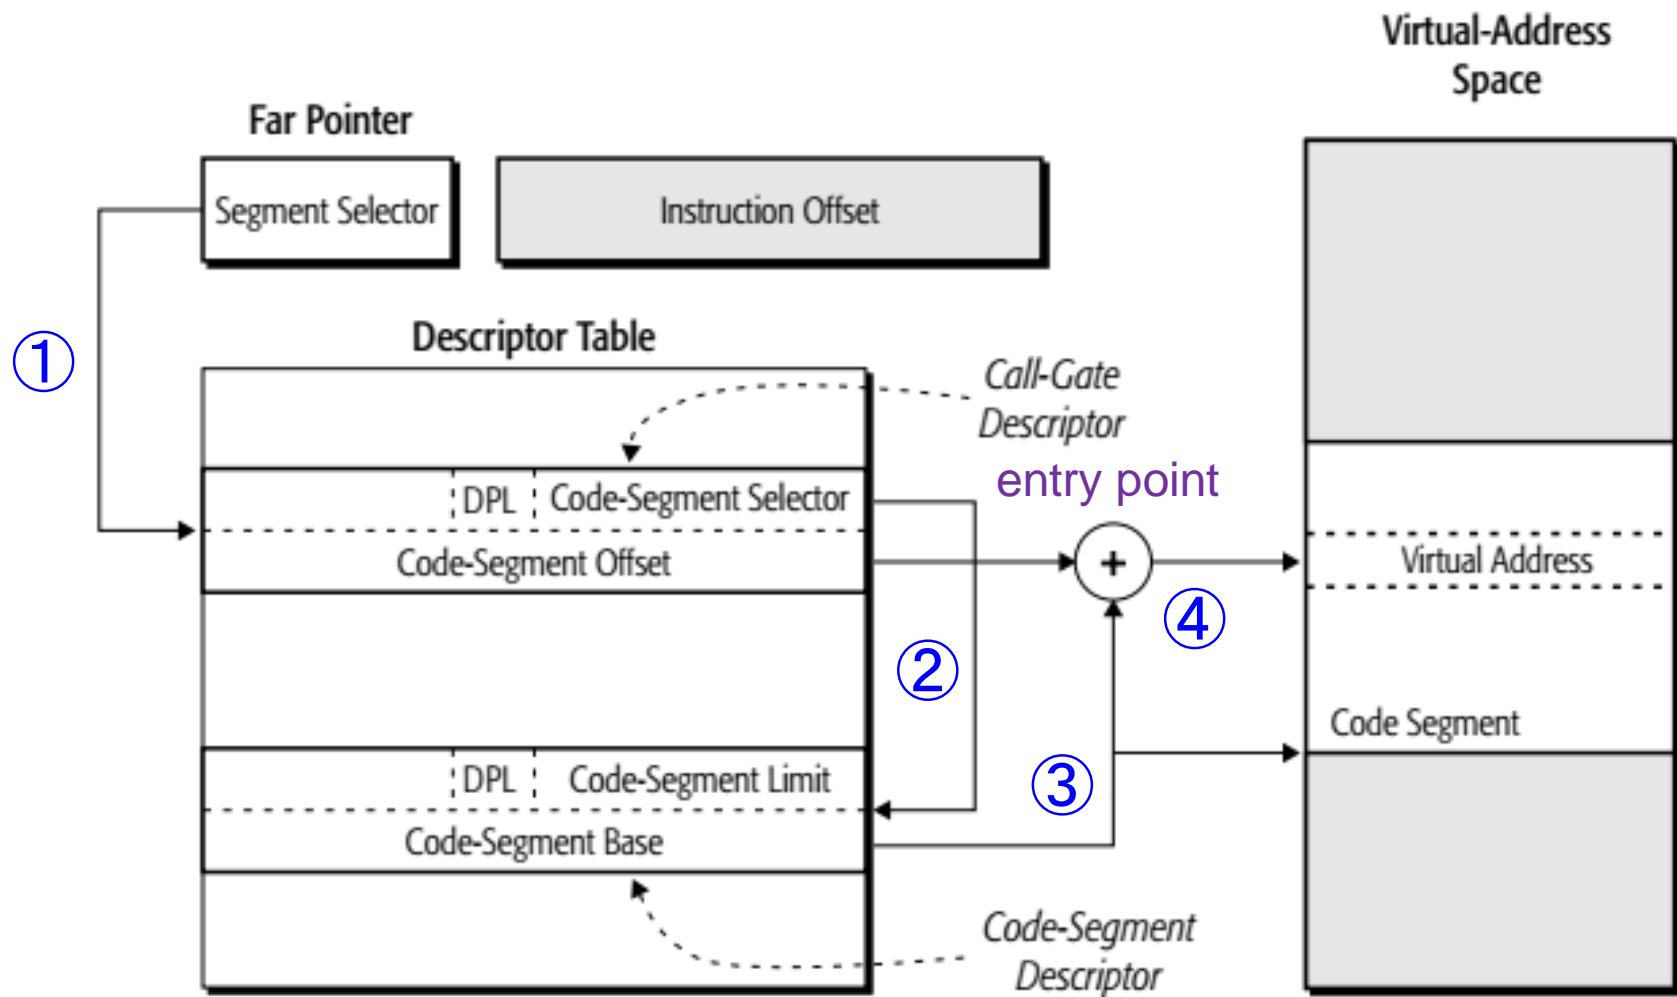 Virtual-Address
Space
Far Pointer
Segment Selector
Instruction Offset
①
Descriptor Table
Call-Gate
Descriptor
entry point
DPL
Code-Segment Selector
Code-Segment Offset
+
Virtual Address
④
②
Code Segment
③
DPL
Code-Segment Limit
Code-Segment Base
Code-Segment
Descriptor